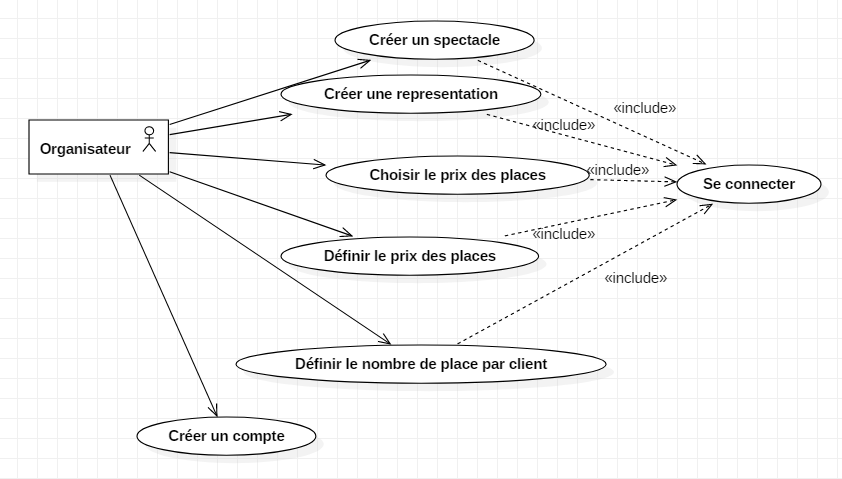 Créer un spectacle
Créer une representation
«include»
«include»
Organisateur
Choisir le prix des places
«include»
Se connecter
«include»
Définir le prix des places
«include»
Définir le nombre de place par client
Créer un compte